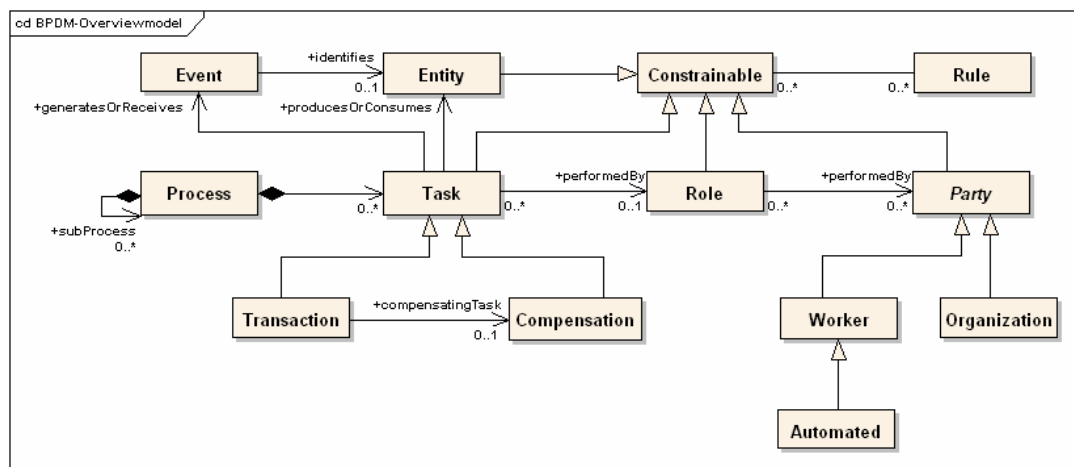 cd BPDM-Overviewmodel
Event
+identifies
0..1
Entity
Constrainable
0..*
0..*
Rule
+generatesOrReceives
+producesOrConsumes
Process
+subProcess
0..*
0..*
Task
0..*
+performedBy
0..1
Role
0..*
+performedBy
0..*
Party
Transaction
+compensatingTask
0..1
Compensation
Worker
Organization
Automated